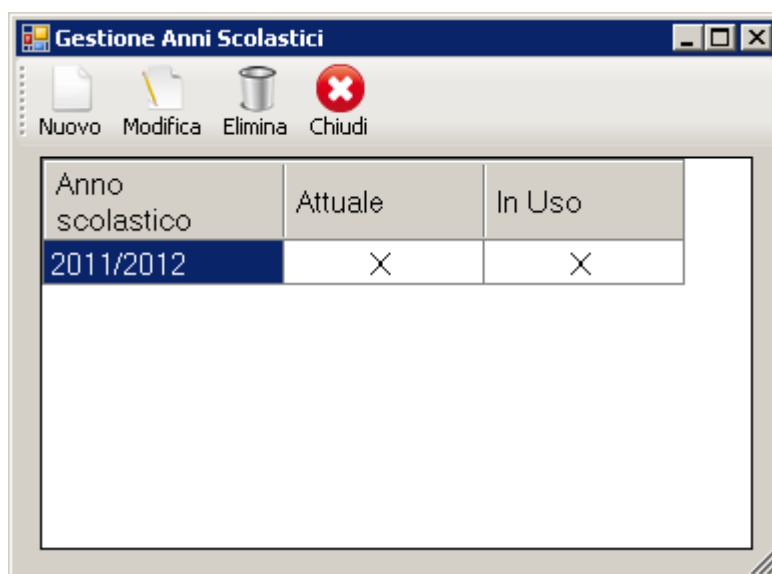 Gestione Anni Scolastici
Nuovo Modifica Elimina Chiudi
Anno
scolastico
Attuale
In Uso
2011/2012 X X